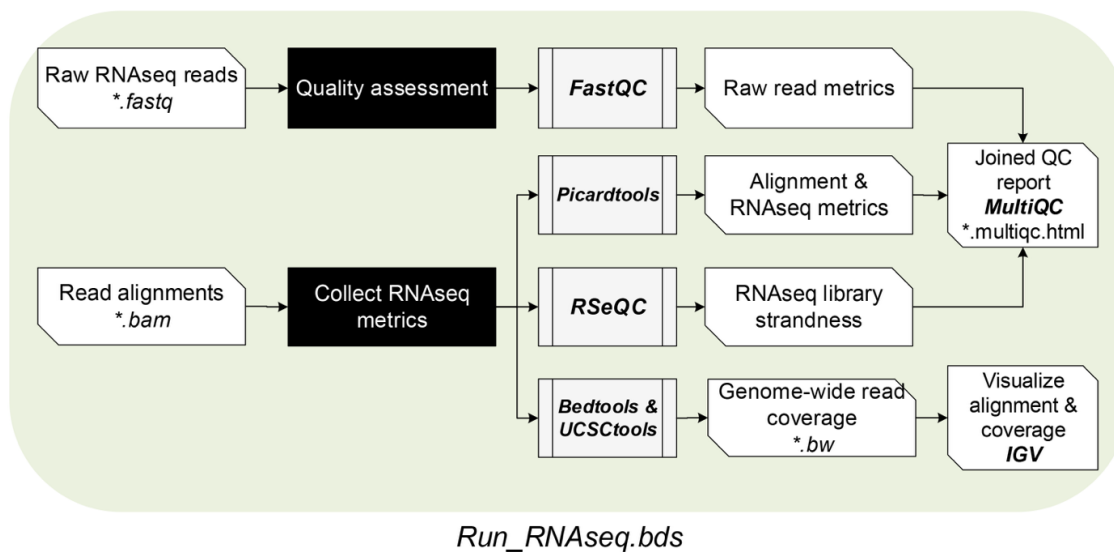 Raw RNAseq reads
*.fastq
Quality assessment
FastQC
Raw read metrics
Joined QC
report
MultiQC
*.multiqc.html
Picardtools
Alignment &
RNAseq metrics
Read alignments
*.bam
Collect RNAseq
metrics
RSeQC
RNAseq library
strandness
Bedtools &
UCSCtools
Genome-wide read
coverage
*.bw
Visualize
alignment &
coverage
IGV
Run_RNAseq.bds